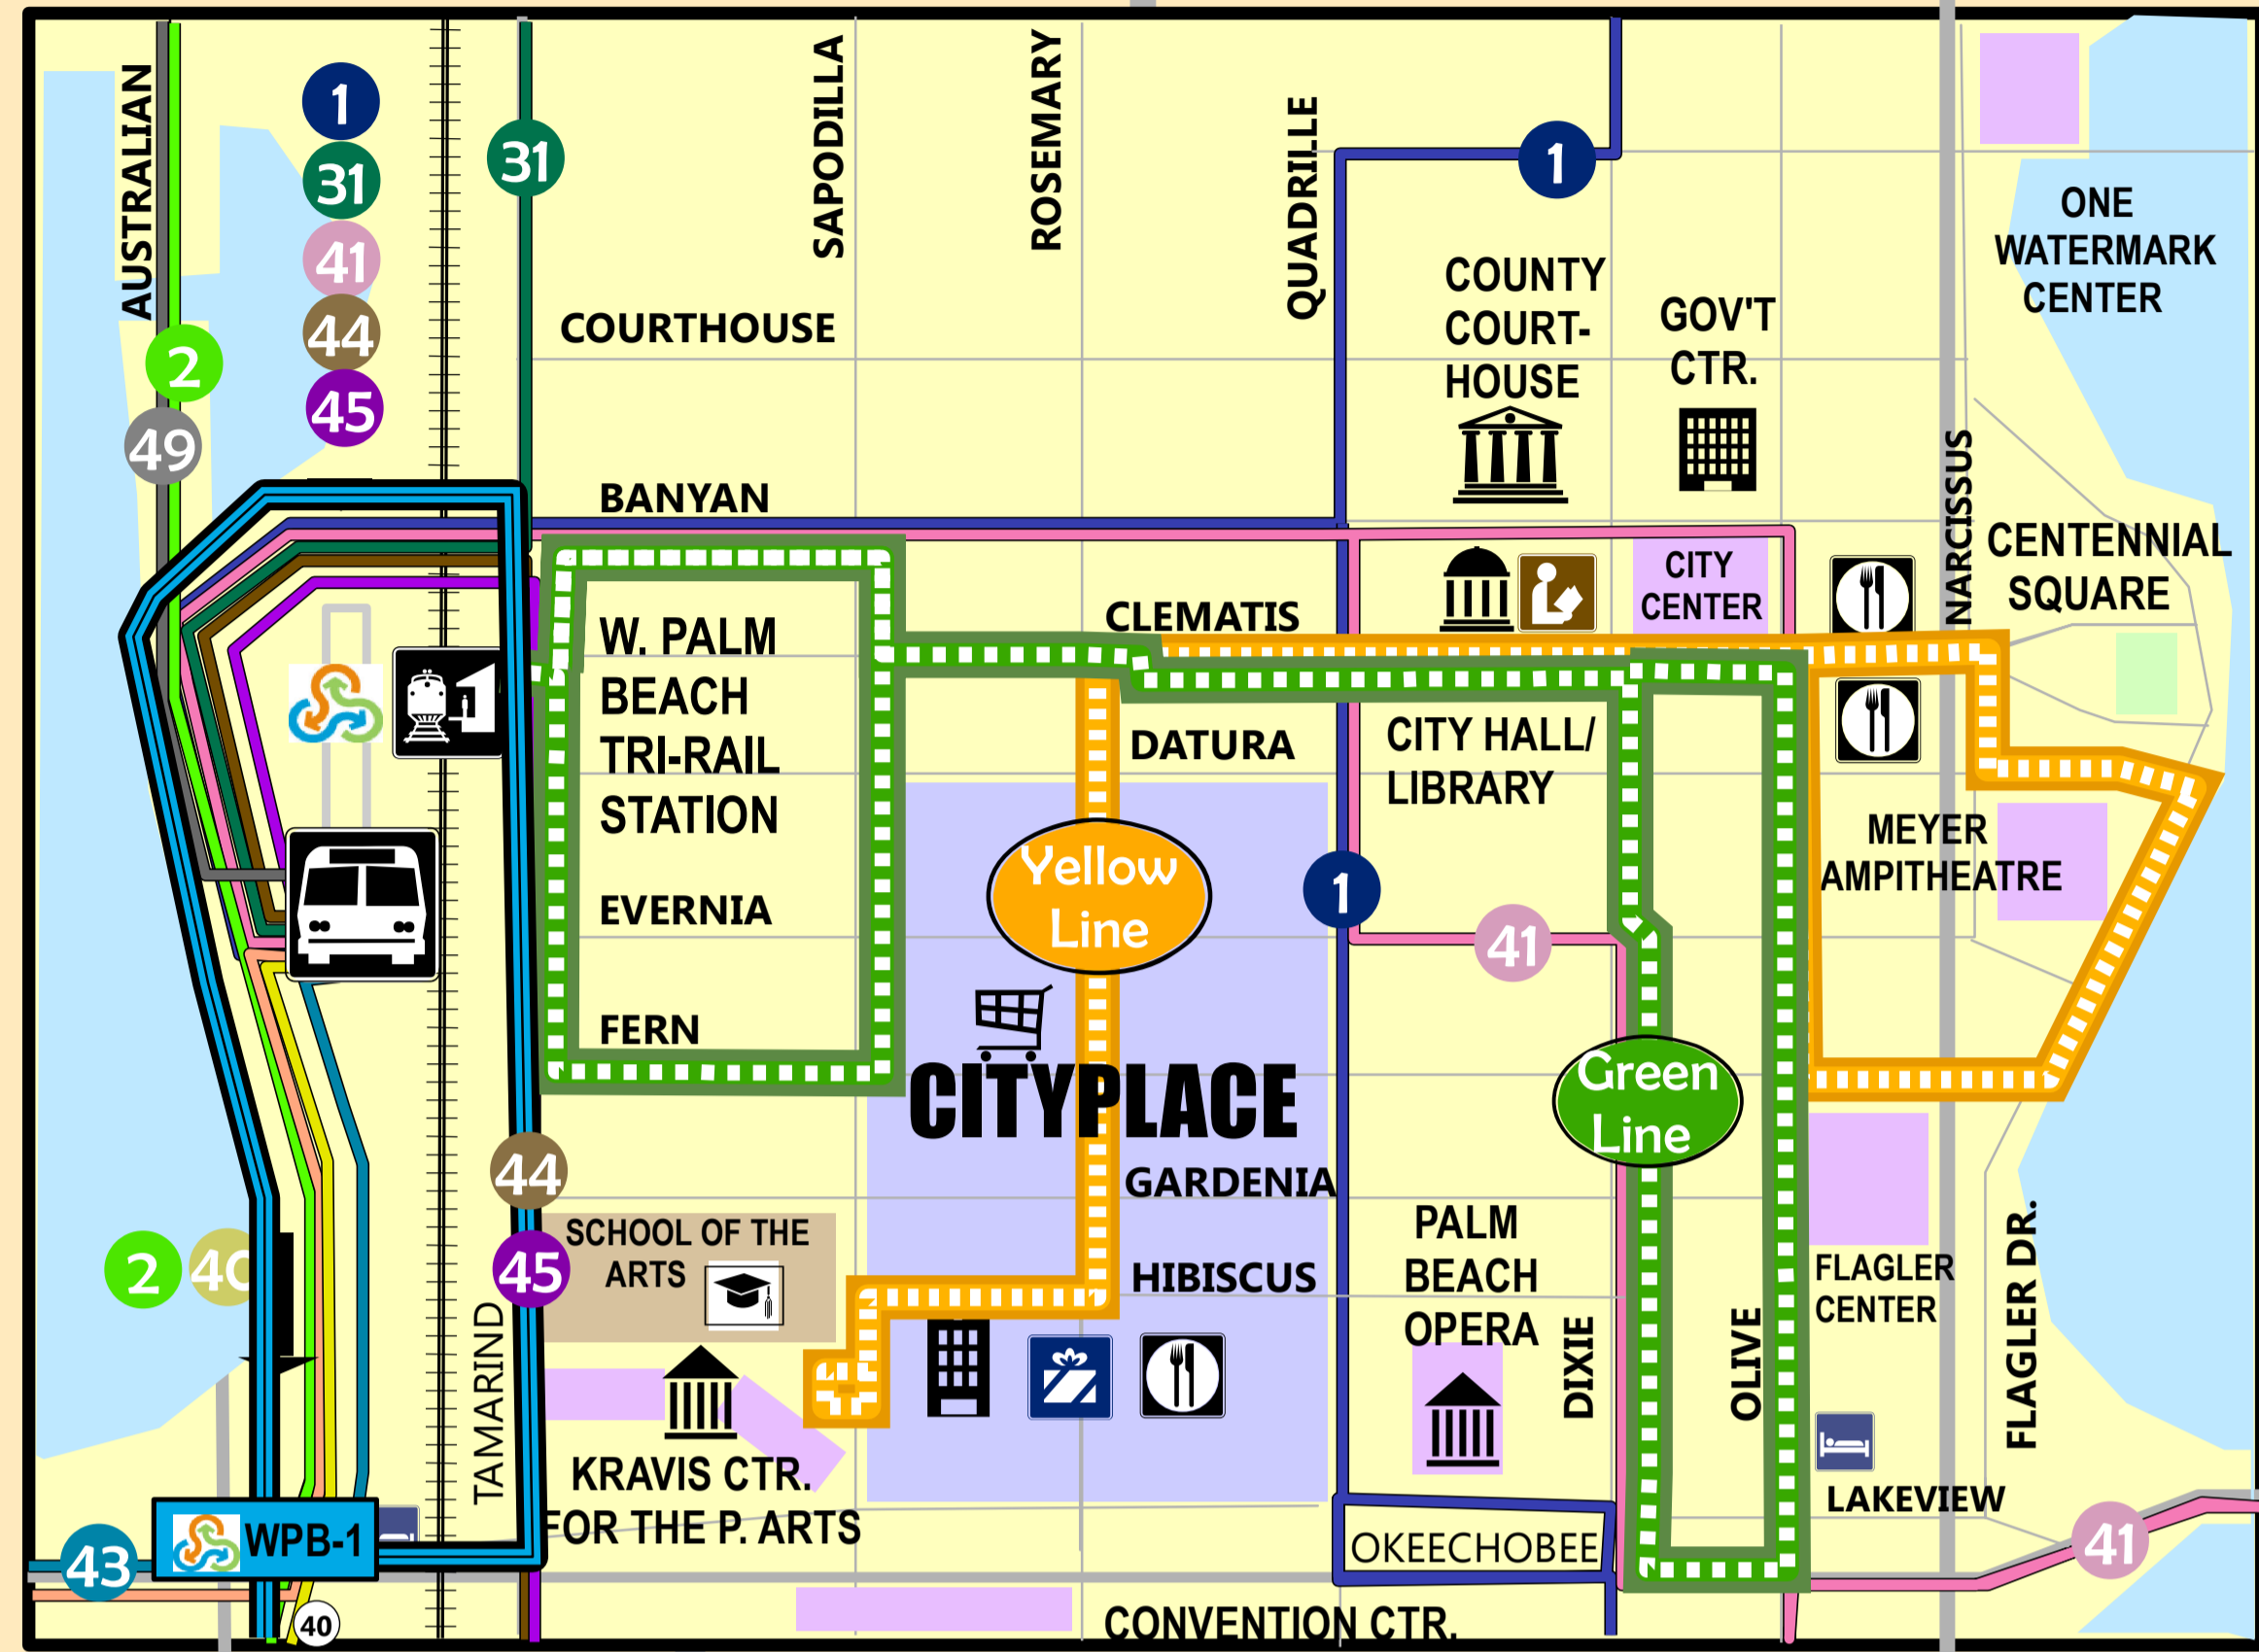 AUSTRALIAN
1
31
41
44
45
2
49
31
SAPODILLA
ROSEMARY
QUADRILLE
1
COURTHOUSE
COUNTY
COURT-
HOUSE
GOV'T
CTR.
ONE
WATERMARK
CENTER
NARCISSUS
BANYAN
CENTENNIAL
SQUARE
CITY
CENTER
CLEMATIS
W. PALM
BEACH
TRI-RAIL
STATION
DATURA
CITY HALL/
LIBRARY
MEYER
AMPITHEATRE
Yellow
Line
1
41
EVERNIA
FERN
CITYPLACE
Green
Line
44
GARDENIA
SCHOOL OF THE
ARTS
45
2
40
HIBISCUS
PALM
BEACH
OPERA
FLAGLER
CENTER
TAMARIND
DIXIE
OLIVE
FLAGLER DR.
KRAVIS CTR.
FOR THE P. ARTS
LAKEVIEW
OKEECHOBEE
41
43
WPB-1
40
CONVENTION CTR.